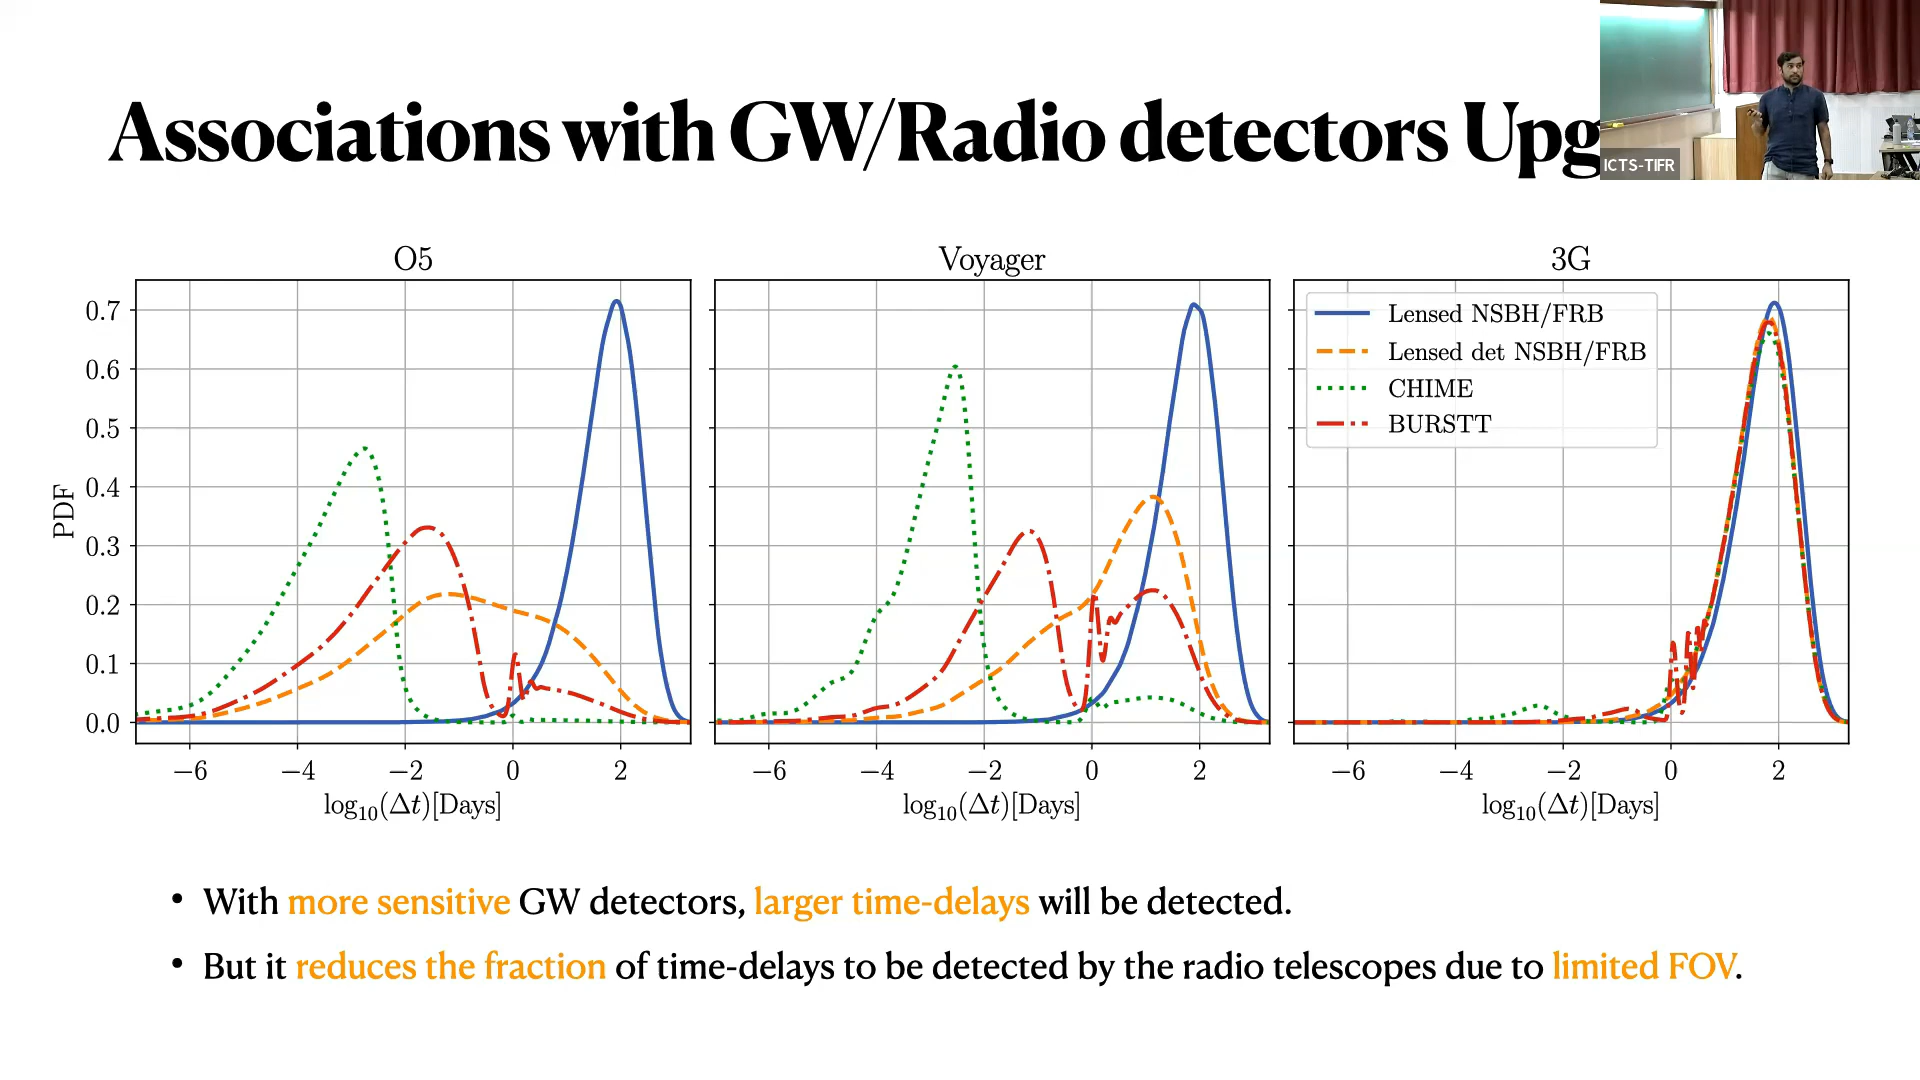 Associations with GW/Radio detectors Upg
ICTS-TIFR
O5
Voyager
3G
PDF
0.7
0.6
0.5
0.4
0.3
0.2
0.1
0.0
Lensed NSBH/FRB
Lensed det NSBH/FRB
CHIME
BURSTT
−6 −4 −2 0 2
−6 −4 −2 0 2
−6 −4 −2 0 2
log₁₀(Δt)[Days]
log₁₀(Δt)[Days]
log₁₀(Δt)[Days]
• With more sensitive GW detectors, larger time-delays will be detected.
• But it reduces the fraction of time-delays to be detected by the radio telescopes due to limited FOV.